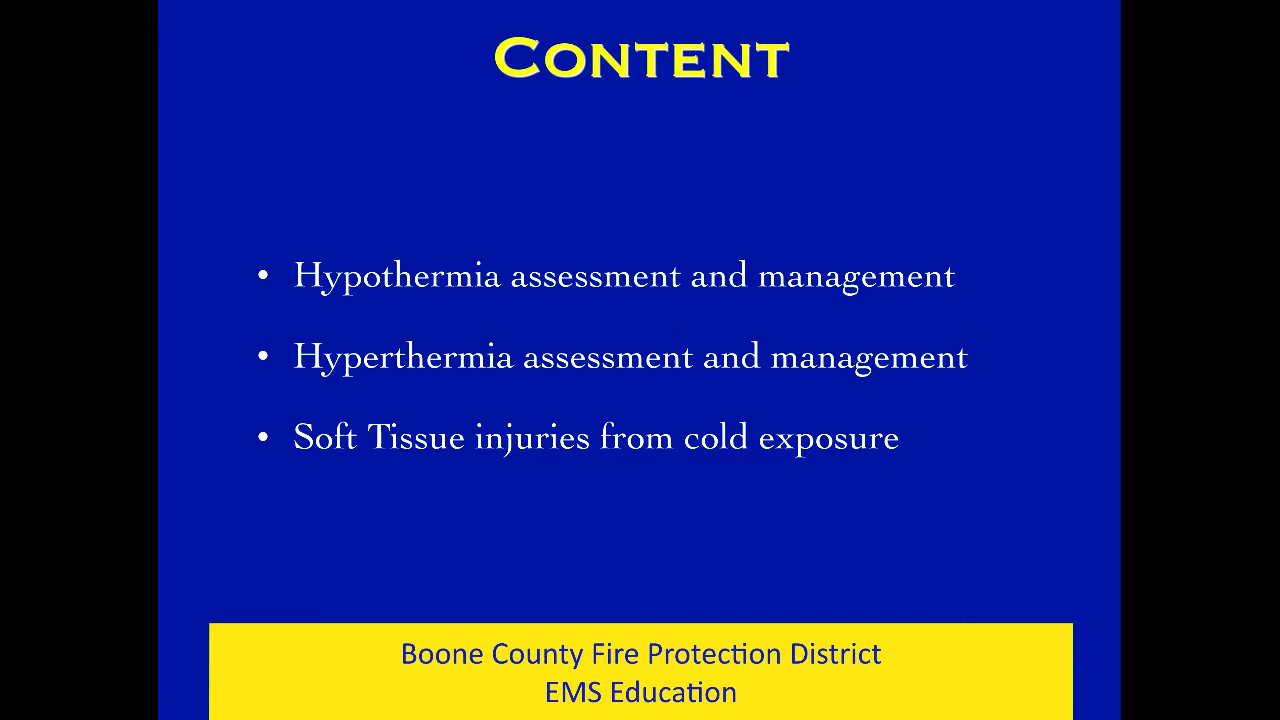 CONTENT
• Hypothermia assessment and management
• Hyperthermia assessment and management
• Soft Tissue injuries from cold exposure
Boone County Fire Protection District
EMS Education